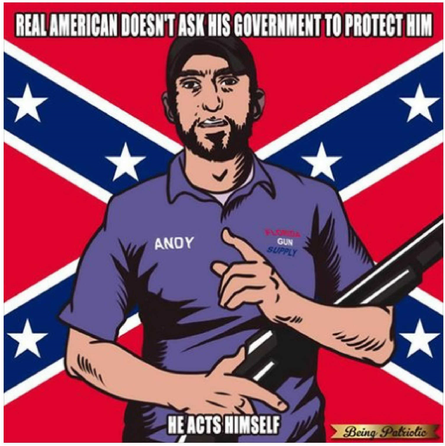 REAL AMERICAN DOESN'T ASK HIS GOVERNMENT TO PROTECT HIM
ANDY
FLORIDA
GUN
SUPPLY
HE ACTS HIMSELF
Being Patriotic